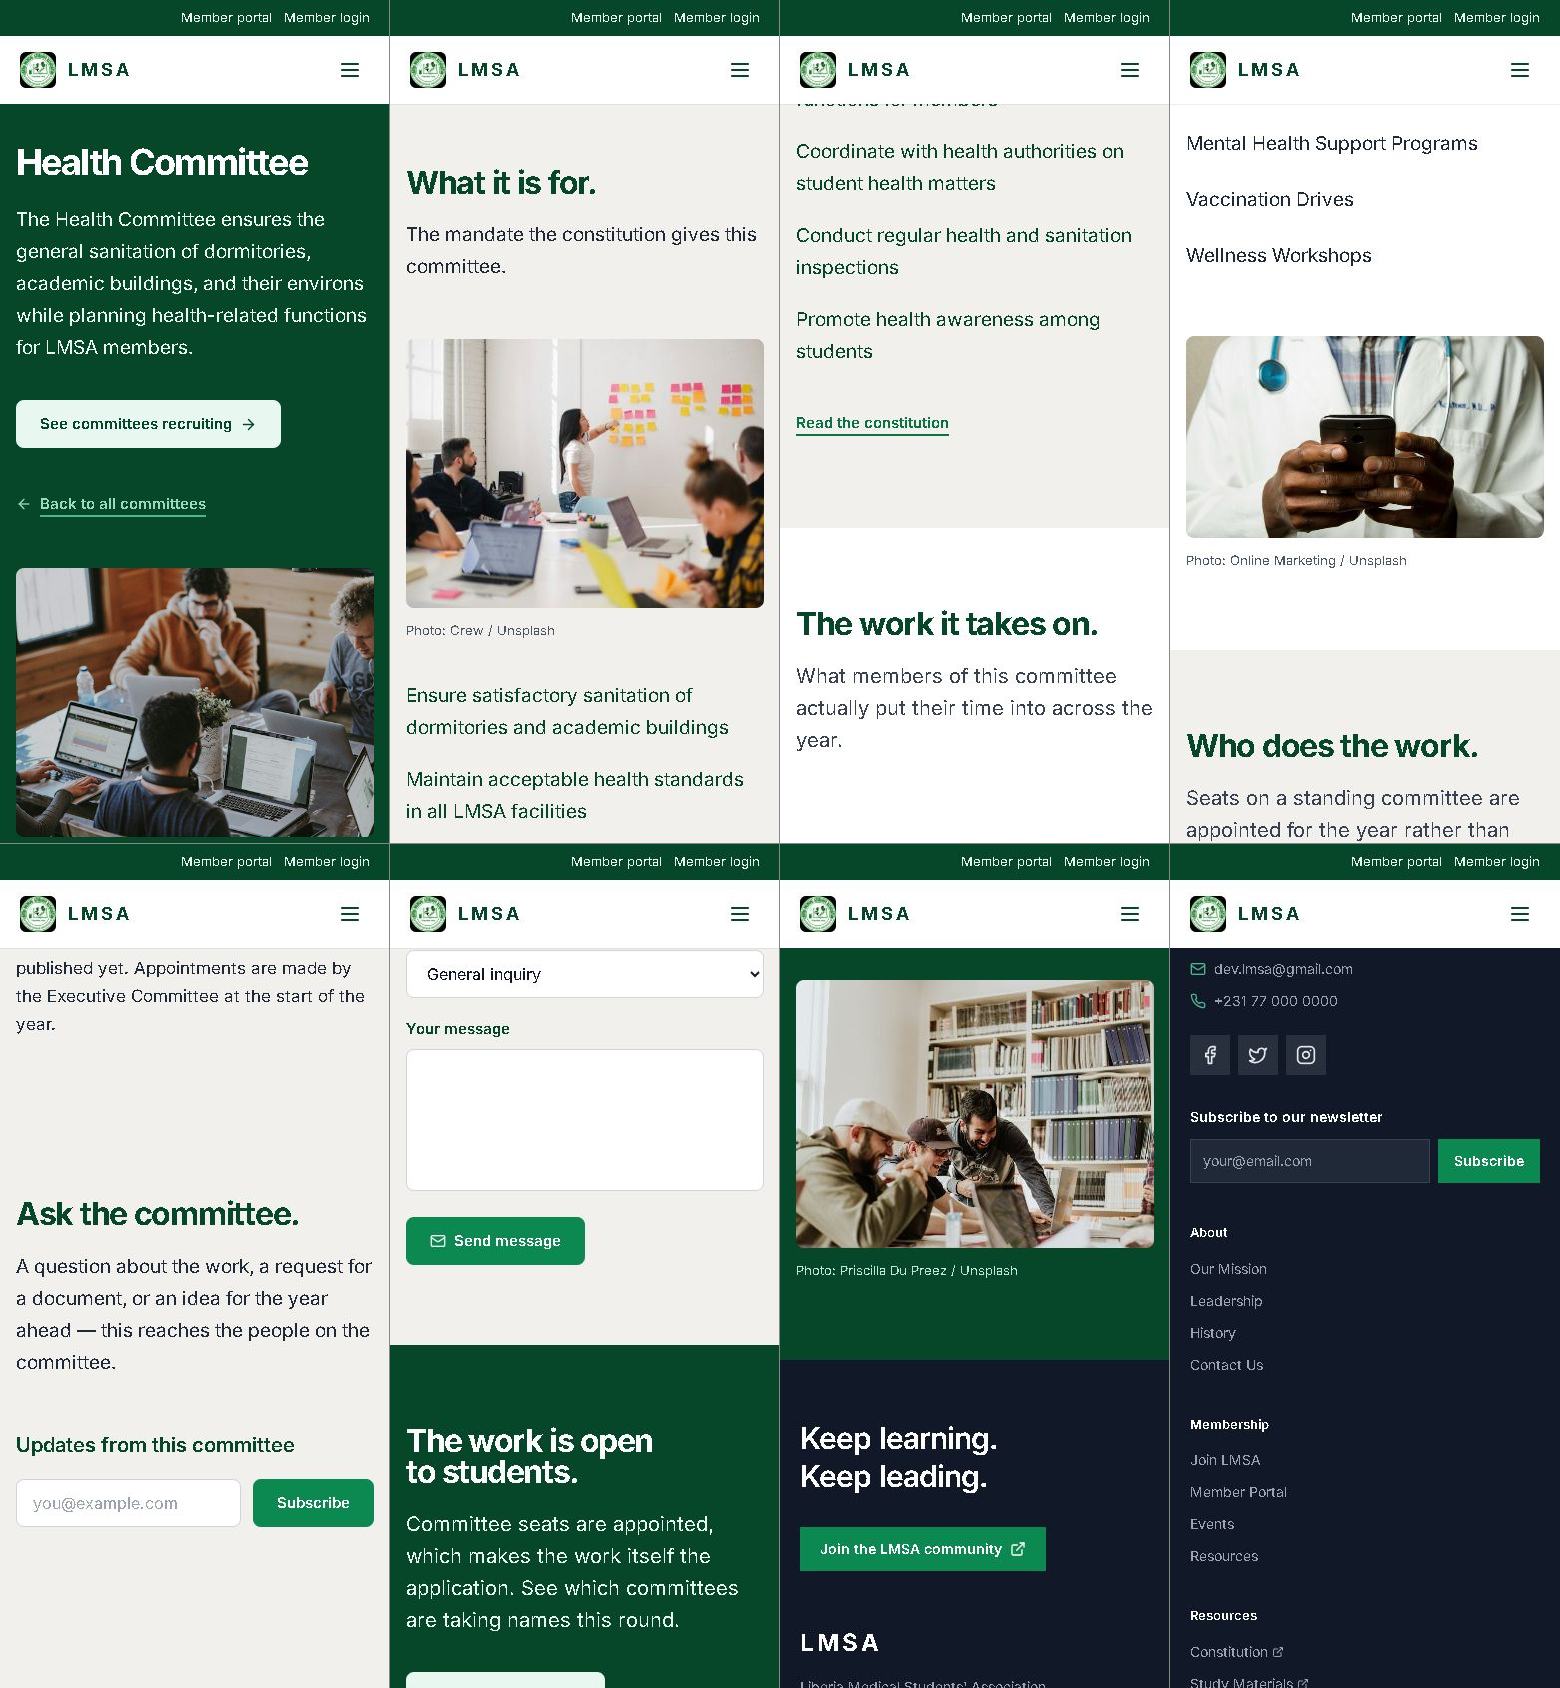 Member portal Member login
LMSA
Health Committee
The Health Committee ensures the
general sanitation of dormitories,
academic buildings, and their environs
while planning health-related functions
for LMSA members.
See committees recruiting
Back to all committees
Member portal Member login
LMSA
What it is for.
The mandate the constitution gives this
committee.
Photo: Crew / Unsplash
Ensure satisfactory sanitation of
dormitories and academic buildings
Maintain acceptable health standards
in all LMSA facilities
Member portal Member login
LMSA
functions for members
Coordinate with health authorities on
student health matters
Conduct regular health and sanitation
inspections
Promote health awareness among
students
Read the constitution
The work it takes on.
What members of this committee
actually put their time into across the
year.
Member portal Member login
LMSA
Mental Health Support Programs
Vaccination Drives
Wellness Workshops
Photo: Online Marketing / Unsplash
Who does the work.
Seats on a standing committee are
appointed for the year rather than
Member portal Member login
LMSA
published yet. Appointments are made by
the Executive Committee at the start of the
year.
Ask the committee.
A question about the work, a request for
a document, or an idea for the year
ahead — this reaches the people on the
committee.
Updates from this committee
you@example.com
Subscribe
Member portal Member login
LMSA
General inquiry
Your message
Send message
The work is open
to students.
Committee seats are appointed,
which makes the work itself the
application. See which committees
are taking names this round.
Member portal Member login
LMSA
Photo: Priscilla Du Preez / Unsplash
Keep learning.
Keep leading.
Join the LMSA community
LMSA
Liberia Medical Students' Association
Member portal Member login
LMSA
dev.lmsa@gmail.com
+231 77 000 0000
Subscribe to our newsletter
your@email.com
Subscribe
About
Our Mission
Leadership
History
Contact Us
Membership
Join LMSA
Member Portal
Events
Resources
Resources
Constitution
Study Materials